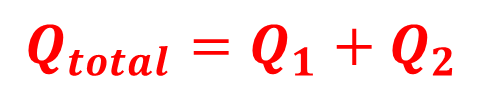 Q_total = Q_1 + Q_2